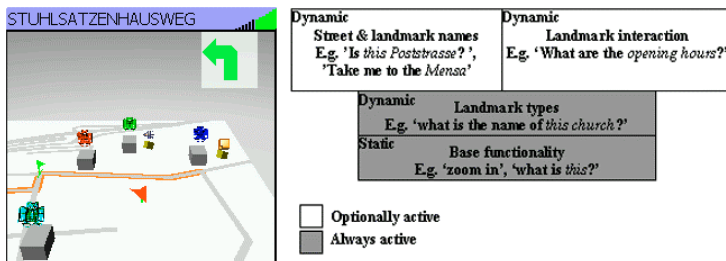 STUHLSATZENHAUSWEG
Dynamic
Street & landmark names
E.g. 'Is this Poststrasse? ',
'Take me to the Mensa'
Dynamic
Landmark interaction
E.g. 'What are the opening hours?'
Dynamic
Landmark types
E.g. 'what is the name of this church?'
Static
Base functionality
E.g. 'zoom in', 'what is this?'
Optionally active
Always active